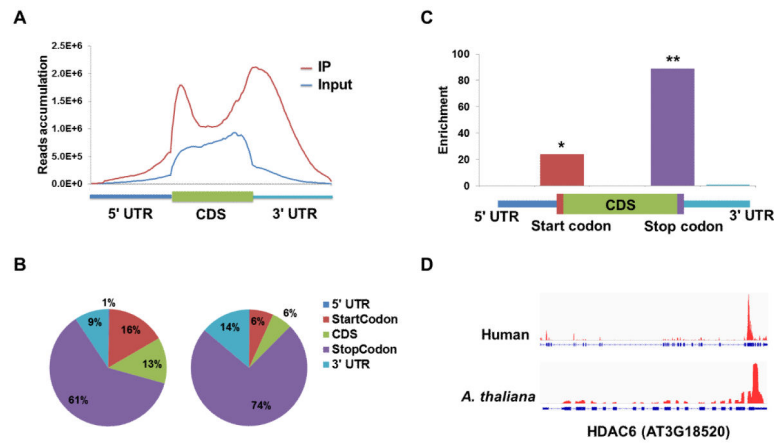 A
Reads accumulation
2.5E+6
2.0E+6
1.5E+6
1.0E+6
5.0E+5
0.0E+0
IP
Input
5' UTR CDS 3' UTR
B
1%
9%
16%
13%
61%
6%
14%
6%
74%
5' UTR
StartCodon
CDS
StopCodon
3' UTR
C
Enrichment
100
80
60
40
20
0
*
**
CDS
5' UTR
3' UTR
Start codon
Stop codon
D
Human
A. thaliana
HDAC6 (AT3G18520)